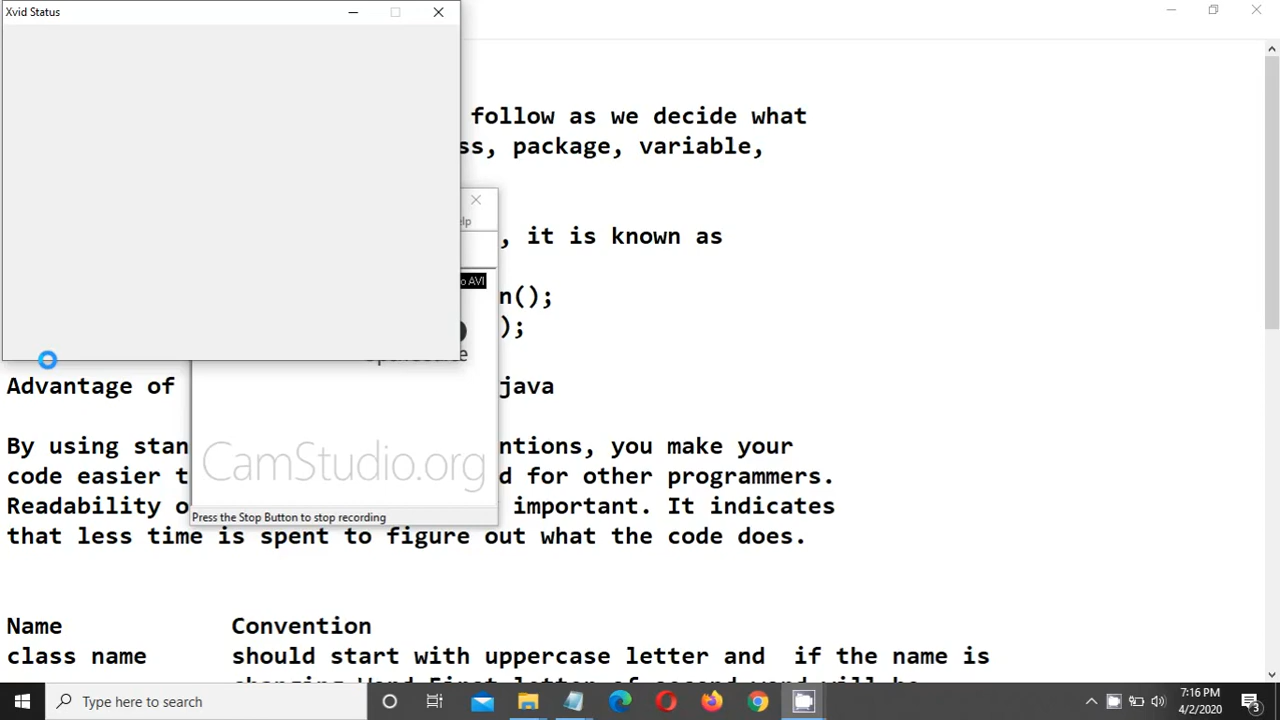 Xvid Status
follow as we decide what
ss, package, variable,
elp
, it is known as
o AVI
n();
);
Advantage of
java
By using stan
ntions, you make your
code easier t
d for other programmers.
CamStudio.org
Readability o
important. It indicates
Press the Stop Button to stop recording
that less time is spent to figure out what the code does.
Name Convention
class name should start with uppercase letter and if the name is
Type here to search
7:16 PM
4/2/2020
3